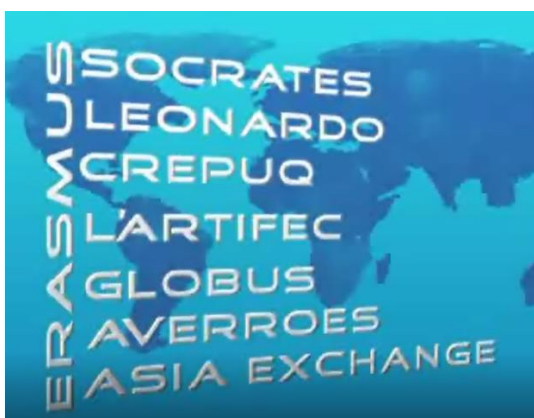 ERASMUS
SOCRATES
LEONARDO
CREPUQ
L'ARTIFEC
GLOBUS
AVERROES
ASIA EXCHANGE